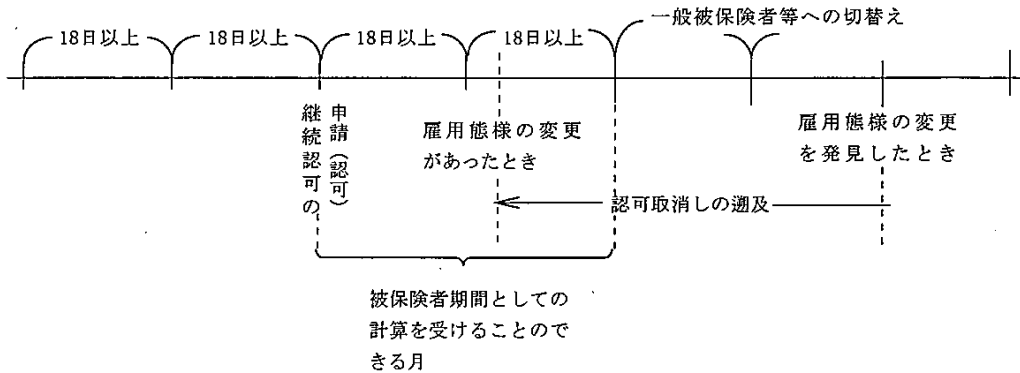 一般被保険者等への切替え
18日以上
18日以上
18日以上
18日以上
申請（認可）
継続認可の
雇用態様の変更
があったとき
雇用態様の変更
を発見したとき
認可取消しの遡及
被保険者期間としての
計算を受けることので
きる月